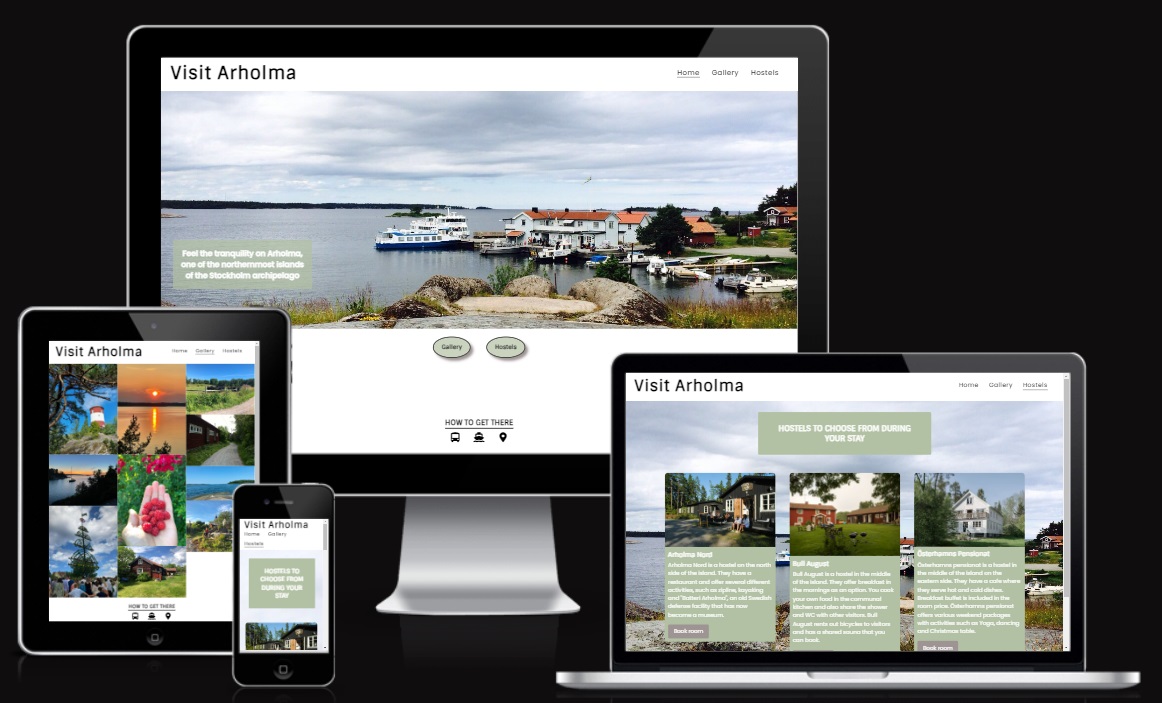 Visit Arholma
Home Gallery Hostels
Feel the tranquility on Arholma,
one of the northernmost islands
of the Stockholm archipelago
Gallery Hostels
HOW TO GET THERE
Visit Arholma
Home Gallery Hostels
HOW TO GET THERE
Visit Arholma
Home Gallery
Hostels
HOSTELS TO
CHOOSE FROM
DURING YOUR
STAY
Visit Arholma
Home Gallery Hostels
HOSTELS TO CHOOSE FROM DURING
YOUR STAY
Arholma Nord
Arholma Nord is a hostel on the north
side of the island. They have a
restaurant and offer several different
activities, such as zipline, kayaking
and 'Batteri Arholma', an old Swedish
defense facility that has now
become a museum.
Book room
Bull August
Bull August is a hostel in the middle
of the island. They offer breakfast in
the mornings as an option. You cook
your own food in the communal
kitchen and also share the shower
and WC with other visitors. Bull
August rents out bicycles to visitors
and has a shared sauna that you
can book.
Österhamns Pensionat
Österhamns pensionat is a hostel in
the middle of the island on the
eastern side. They have a cafe where
they serve hot and cold dishes.
Breakfast buffet is included in the
room price. Österhamns pensionat
offers various weekend packages
with activities such as Yoga, dancing
and Christmas table.
Book room